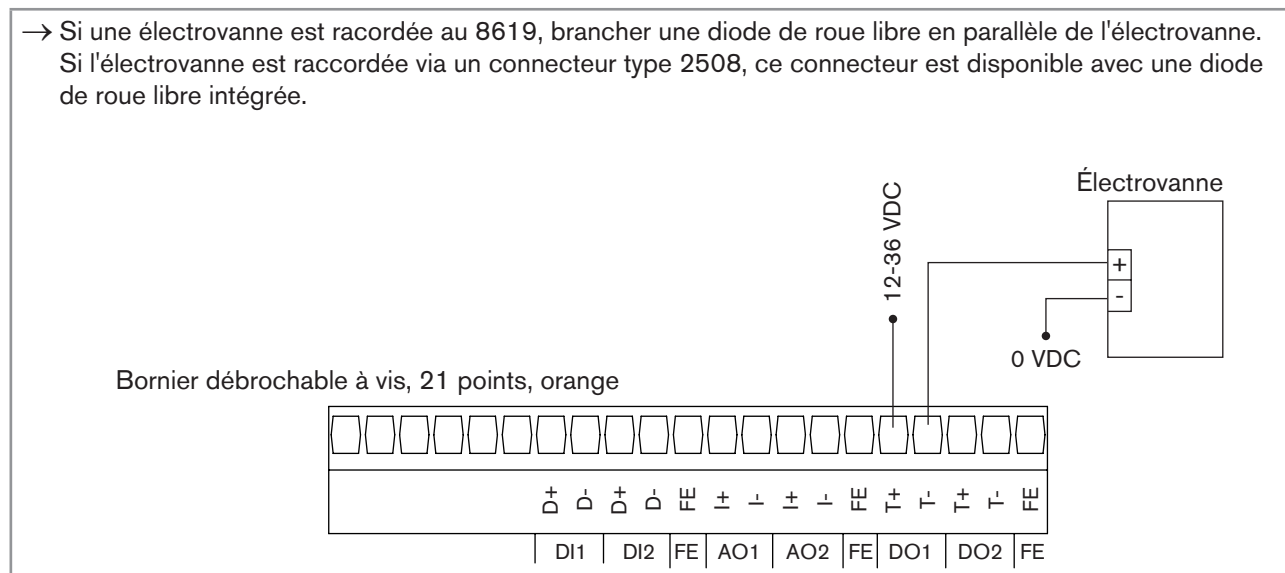 → Si une électrovanne est racordée au 8619, brancher une diode de roue libre en parallèle de l'électrovanne.
Si l'électrovanne est raccordée via un connecteur type 2508, ce connecteur est disponible avec une diode
de roue libre intégrée.
Électrovanne
12-36 VDC
+
-
0 VDC
Bornier débrochable à vis, 21 points, orange
D+ D- D+ D- FE I+ I- I+ I- FE T+ T- T+ T- FE
DI1 DI2 FE AO1 AO2 FE DO1 DO2 FE